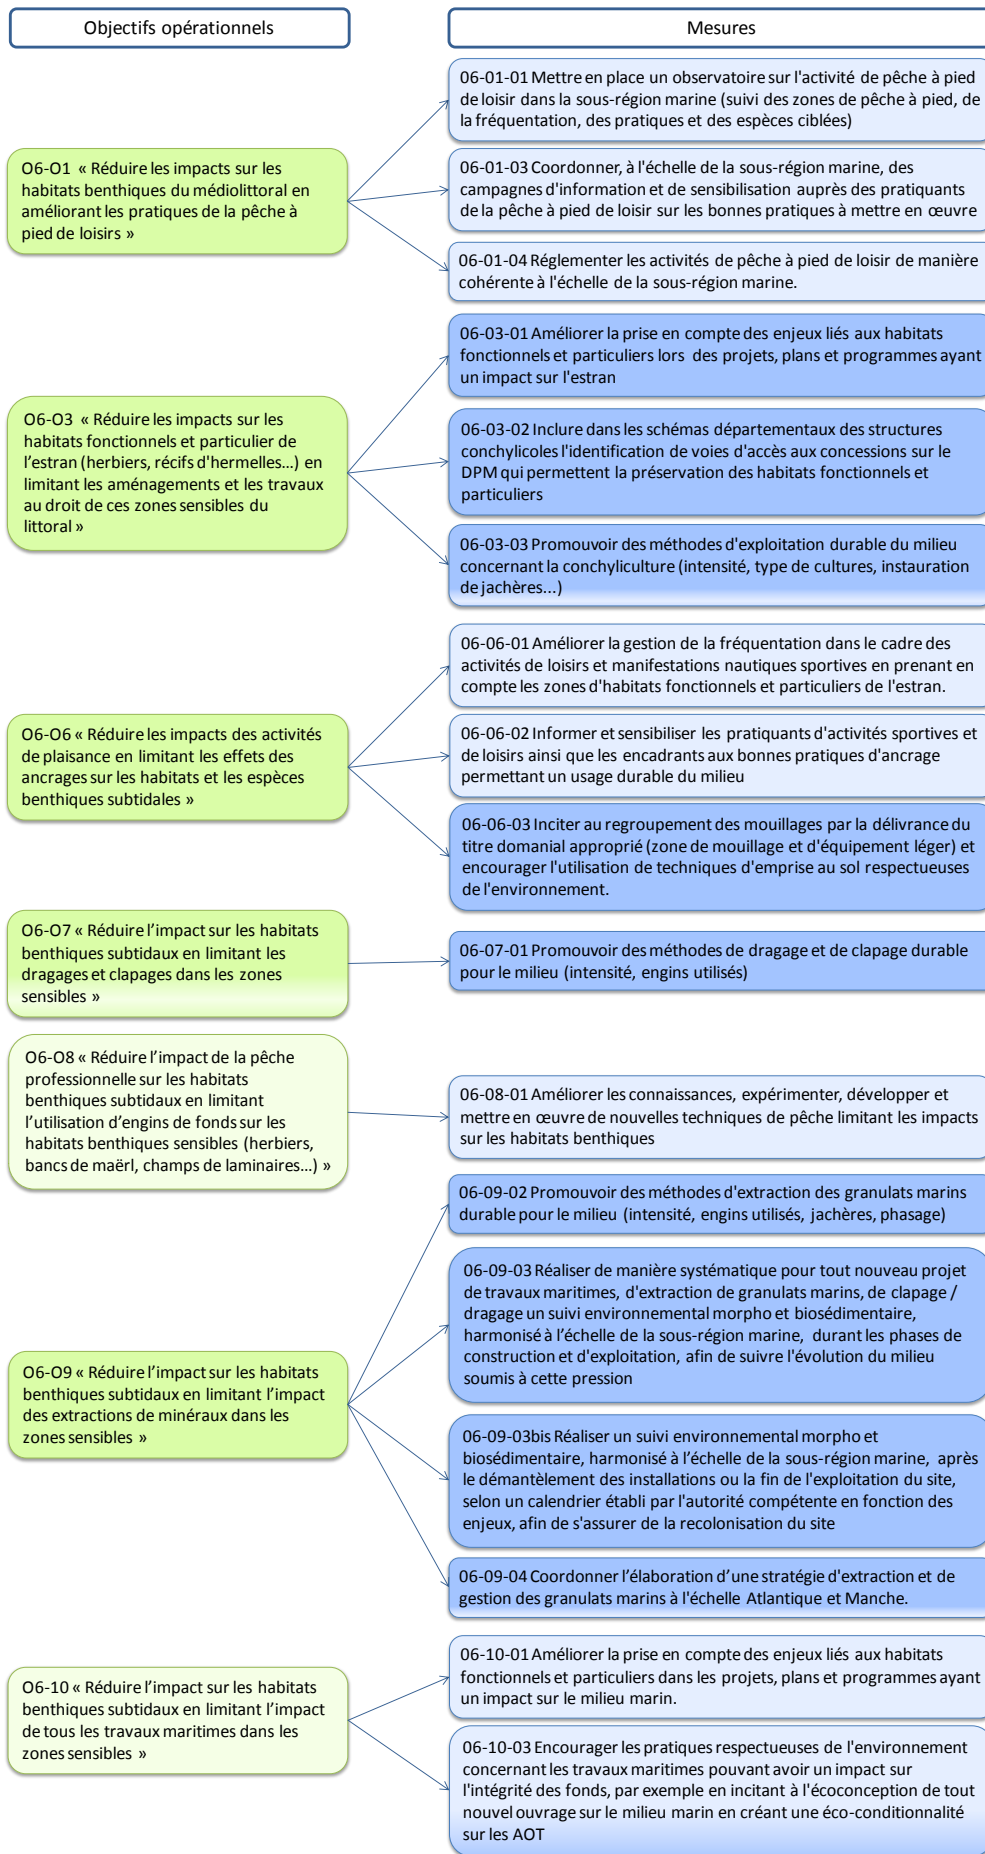 Objectifs opérationnels
Mesures
O6-O1 « Réduire les impacts sur les
habitats benthiques du médiolittoral en
améliorant les pratiques de la pêche à
pied de loisirs »
06-01-01 Mettre en place un observatoire sur l'activité de pêche à pied
de loisir dans la sous-région marine (suivi des zones de pêche à pied, de
la fréquentation, des pratiques et des espèces ciblées)
06-01-03 Coordonner, à l'échelle de la sous-région marine, des
campagnes d'information et de sensibilisation auprès des pratiquants
de la pêche à pied de loisir sur les bonnes pratiques à mettre en œuvre
06-01-04 Réglementer les activités de pêche à pied de loisir de manière
cohérente à l'échelle de la sous-région marine.
O6-O3 « Réduire les impacts sur les
habitats fonctionnels et particulier de
l'estran (herbiers, récifs d'hermelles…) en
limitant les aménagements et les travaux
au droit de ces zones sensibles du
littoral »
06-03-01 Améliorer la prise en compte des enjeux liés aux habitats
fonctionnels et particuliers lors des projets, plans et programmes ayant
un impact sur l'estran
06-03-02 Inclure dans les schémas départementaux des structures
conchylicoles l'identification de voies d'accès aux concessions sur le
DPM qui permettent la préservation des habitats fonctionnels et
particuliers
06-03-03 Promouvoir des méthodes d'exploitation durable du milieu
concernant la conchyliculture (intensité, type de cultures, instauration
de jachères...)
O6-O6 « Réduire les impacts des activités
de plaisance en limitant les effets des
ancrages sur les habitats et les espèces
benthiques subtidales »
06-06-01 Améliorer la gestion de la fréquentation dans le cadre des
activités de loisirs et manifestations nautiques sportives en prenant en
compte les zones d'habitats fonctionnels et particuliers de l'estran.
06-06-02 Informer et sensibiliser les pratiquants d'activités sportives et
de loisirs ainsi que les encadrants aux bonnes pratiques d'ancrage
permettant un usage durable du milieu
06-06-03 Inciter au regroupement des mouillages par la délivrance du
titre domanial approprié (zone de mouillage et d'équipement léger) et
encourager l'utilisation de techniques d'emprise au sol respectueuses
de l'environnement.
O6-O7 « Réduire l'impact sur les habitats
benthiques subtidaux en limitant les
dragages et clapages dans les zones
sensibles »
06-07-01 Promouvoir des méthodes de dragage et de clapage durable
pour le milieu (intensité, engins utilisés)
O6-O8 « Réduire l'impact de la pêche
professionnelle sur les habitats
benthiques subtidaux en limitant
l'utilisation d'engins de fonds sur les
habitats benthiques sensibles (herbiers,
bancs de maërl, champs de laminaires…) »
06-08-01 Améliorer les connaissances, expérimenter, développer et
mettre en œuvre de nouvelles techniques de pêche limitant les impacts
sur les habitats benthiques
O6-O9 « Réduire l'impact sur les habitats
benthiques subtidaux en limitant l'impact
des extractions de minéraux dans les
zones sensibles »
06-09-02 Promouvoir des méthodes d'extraction des granulats marins
durable pour le milieu (intensité, engins utilisés, jachères, phasage)
06-09-03 Réaliser de manière systématique pour tout nouveau projet
de travaux maritimes, d'extraction de granulats marins, de clapage /
dragage un suivi environnemental morpho et biosédimentaire,
harmonisé à l'échelle de la sous-région marine, durant les phases de
construction et d'exploitation, afin de suivre l'évolution du milieu
soumis à cette pression
06-09-03bis Réaliser un suivi environnemental morpho et
biosédimentaire, harmonisé à l'échelle de la sous-région marine, après
le démantèlement des installations ou la fin de l'exploitation du site,
selon un calendrier établi par l'autorité compétente en fonction des
enjeux, afin de s'assurer de la recolonisation du site
06-09-04 Coordonner l'élaboration d'une stratégie d'extraction et de
gestion des granulats marins à l'échelle Atlantique et Manche.
O6-10 « Réduire l'impact sur les habitats
benthiques subtidaux en limitant l'impact
de tous les travaux maritimes dans les
zones sensibles »
06-10-01 Améliorer la prise en compte des enjeux liés aux habitats
fonctionnels et particuliers dans les projets, plans et programmes ayant
un impact sur le milieu marin.
06-10-03 Encourager les pratiques respectueuses de l'environnement
concernant les travaux maritimes pouvant avoir un impact sur
l'intégrité des fonds, par exemple en incitant à l'écoconception de tout
nouvel ouvrage sur le milieu marin en créant une éco-conditionnalité
sur les AOT